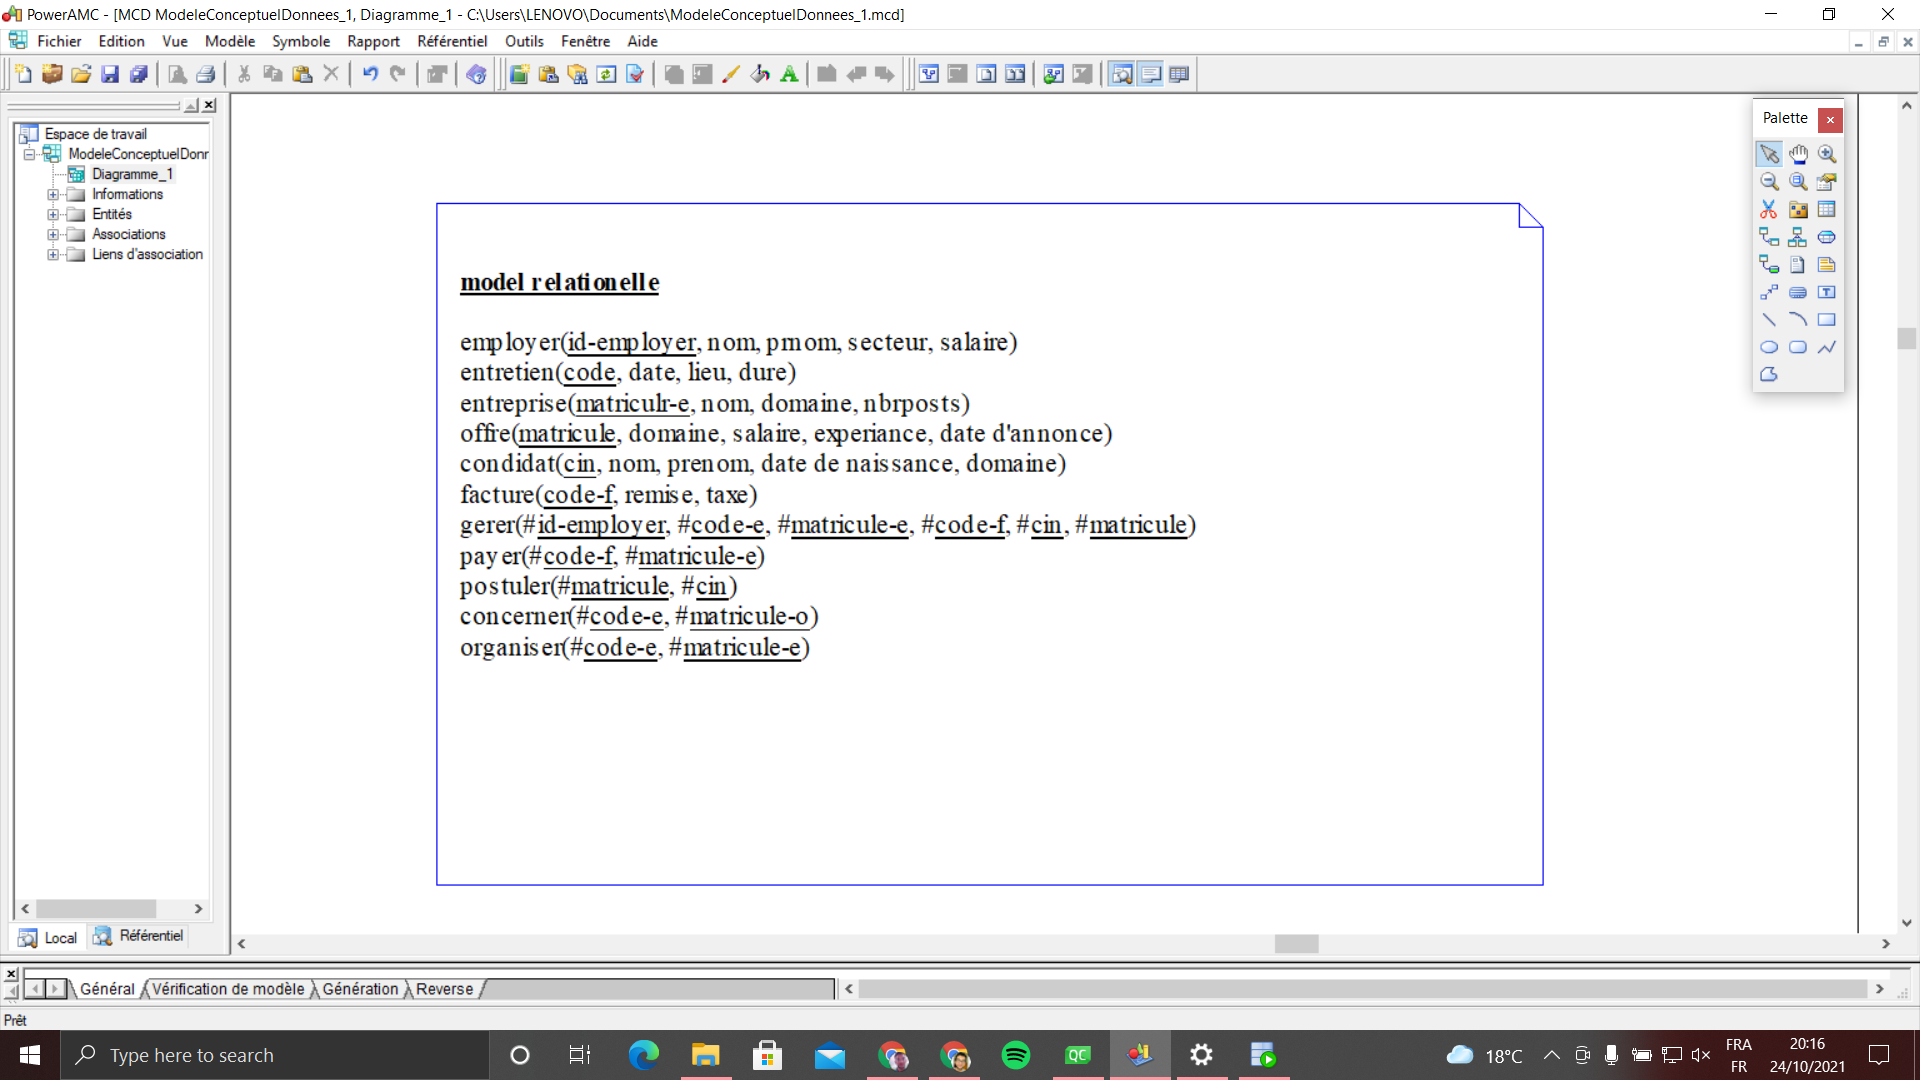 PowerAMC - [MCD ModeleConceptuelDonnees_1, Diagramme_1 - C:\Users\LENOVO\Documents\ModeleConceptuelDonnees_1.mcd]
Fichier Edition Vue Modèle Symbole Rapport Référentiel Outils Fenêtre Aide
Espace de travail
ModeleConceptuelDonr
Diagramme_1
Informations
Entités
Associations
Liens d'association
Palette
model relationelle
employer(id-employer, nom, prnom, secteur, salaire)
entretien(code, date, lieu, dure)
entreprise(matriculr-e, nom, domaine, nbrposts)
offre(matricule, domaine, salaire, experiance, date d'annonce)
condidat(cin, nom, prenom, date de naissance, domaine)
facture(code-f, remise, taxe)
gerer(#id-employer, #code-e, #matricule-e, #code-f, #cin, #matricule)
payer(#code-f, #matricule-e)
postuler(#matricule, #cin)
concerner(#code-e, #matricule-o)
organiser(#code-e, #matricule-e)
Local Référentiel
Général Vérification de modèle Génération Reverse
Prêt
Type here to search
QC
18°C
FRA
FR
20:16
24/10/2021